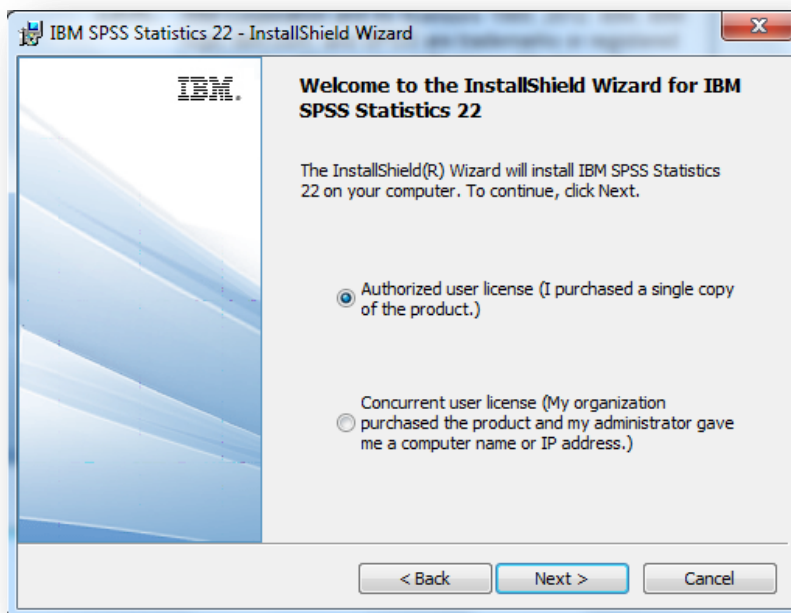 IBM SPSS Statistics 22 - InstallShield Wizard
IBM.
Welcome to the InstallShield Wizard for IBM
SPSS Statistics 22
The InstallShield(R) Wizard will install IBM SPSS Statistics
22 on your computer. To continue, click Next.
Authorized user license (I purchased a single copy
of the product.)
Concurrent user license (My organization
purchased the product and my administrator gave
me a computer name or IP address.)
< Back
Next >
Cancel